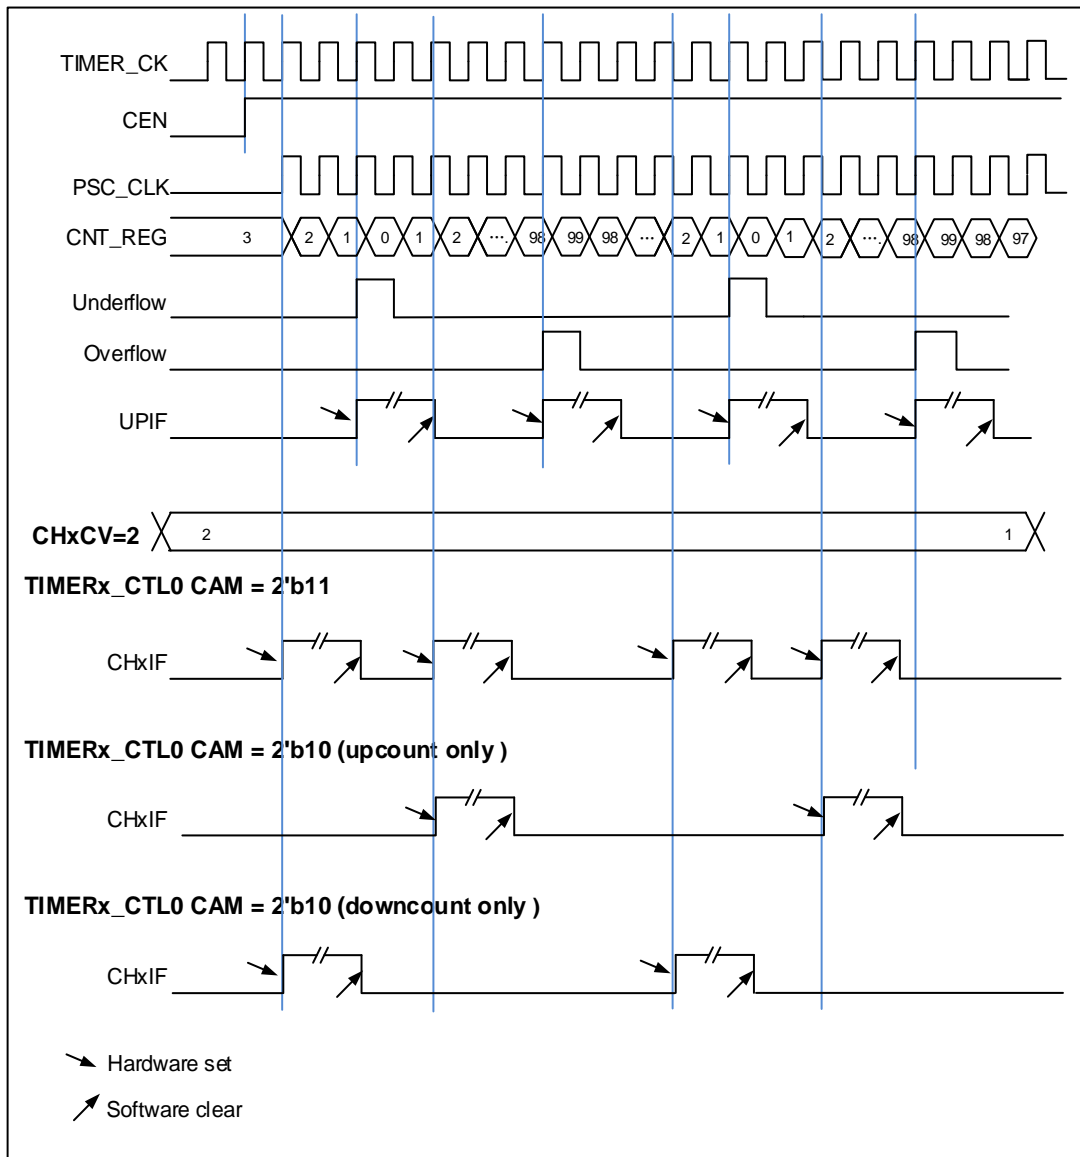 TIMER_CK
CEN
PSC_CLK
CNT_REG 3 2 1 0 1 2 .... 98 99 98 ... 2 1 0 1 2 .... 98 99 98 97
Underflow
Overflow
UPIF
CHxCV=2 2 1
TIMERx_CTL0 CAM = 2'b11
CHxIF
TIMERx_CTL0 CAM = 2'b10 (upcount only )
CHxIF
TIMERx_CTL0 CAM = 2'b10 (downcount only )
CHxIF
Hardware set
Software clear